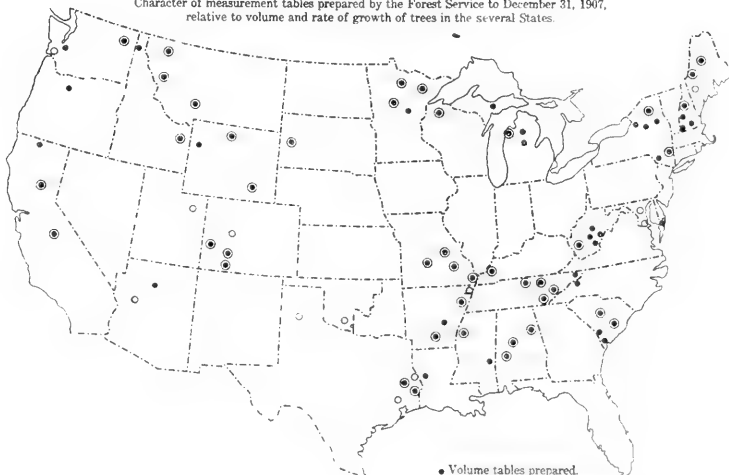 Character of measurement tables prepared by the Forest Service to December 31, 1907,
relative to volume and rate of growth of trees in the several States.
• Volume tables prepared.